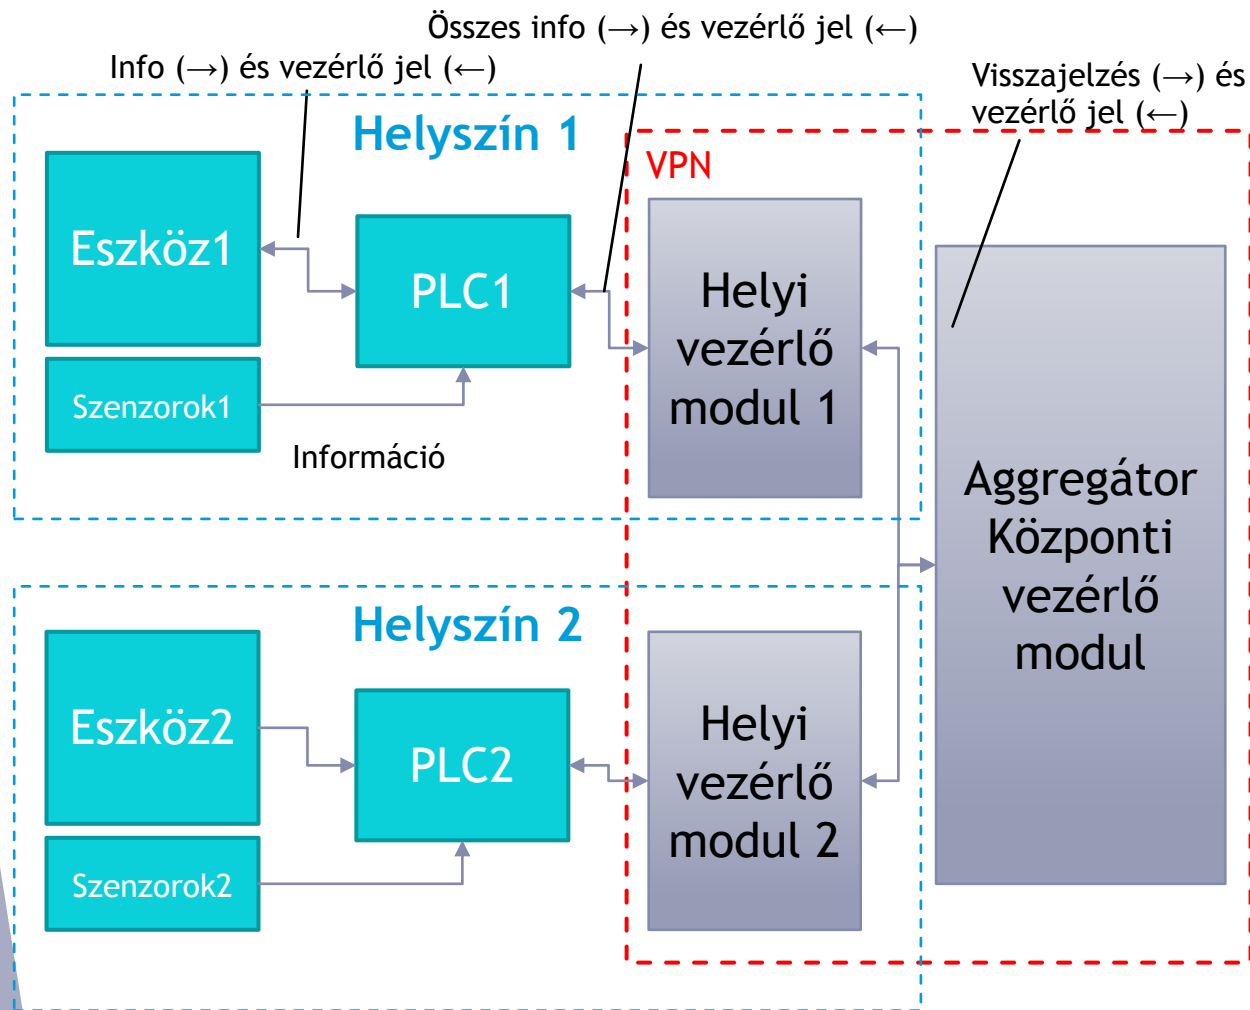 Összes info (→) és vezérlő jel (←)
Info (→) és vezérlő jel (←)
Visszajelzés (→) és
vezérlő jel (←)
Helyszín 1
VPN
Eszköz1
PLC1
Helyi
vezérlő
modul 1
Szenzorok1
Információ
Aggregátor
Központi
vezérlő
modul
Helyszín 2
Eszköz2
PLC2
Helyi
vezérlő
modul 2
Szenzorok2